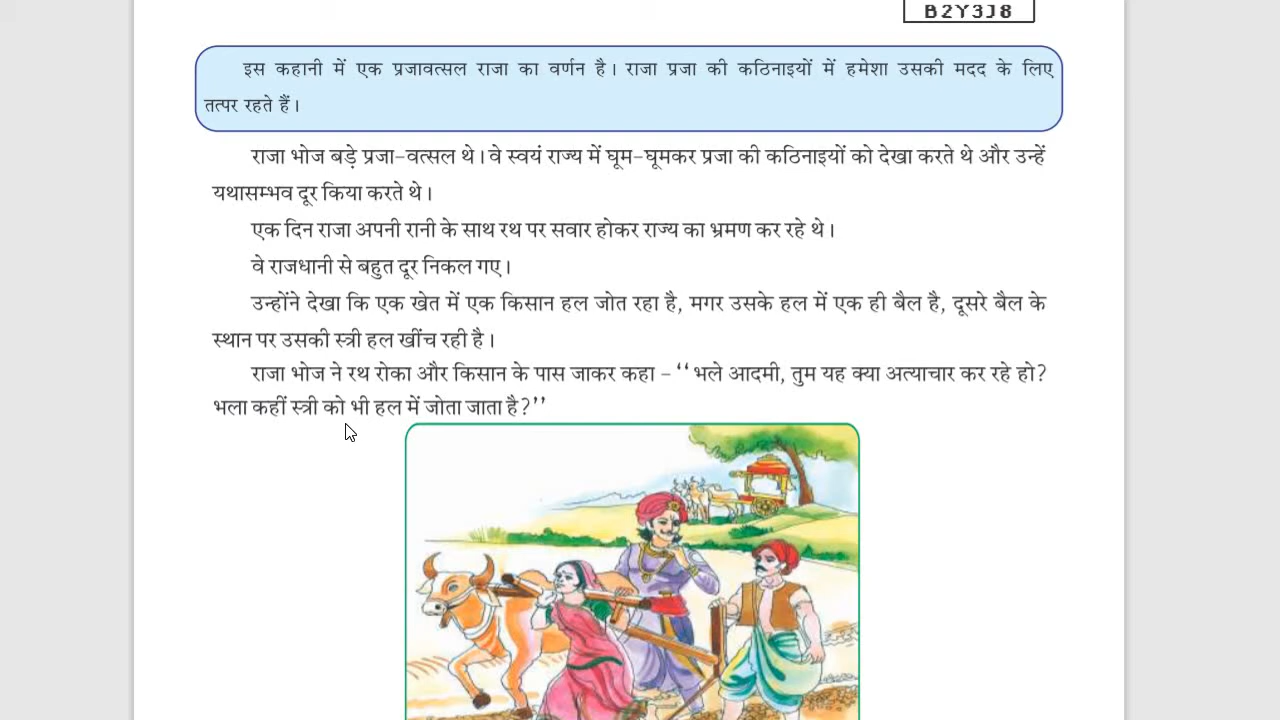 B2Y3J8
इस कहानी में एक प्रजावत्सल राजा का वर्णन है। राजा प्रजा की कठिनाइयों में हमेशा उसकी मदद के लिए
तत्पर रहते हैं।
राजा भोज बड़े प्रजा-वत्सल थे। वे स्वयं राज्य में घूम-घूमकर प्रजा की कठिनाइयों को देखा करते थे और उन्हें
यथासम्भव दूर किया करते थे।
एक दिन राजा अपनी रानी के साथ रथ पर सवार होकर राज्य का भ्रमण कर रहे थे।
वे राजधानी से बहुत दूर निकल गए।
उन्होंने देखा कि एक खेत में एक किसान हल जोत रहा है, मगर उसके हल में एक ही बैल है, दूसरे बैल के
स्थान पर उसकी स्त्री हल खींच रही है।
राजा भोज ने रथ रोका और किसान के पास जाकर कहा – ‘‘भले आदमी, तुम यह क्या अत्याचार कर रहे हो?
भला कहीं स्त्री को भी हल में जोता जाता है?’’